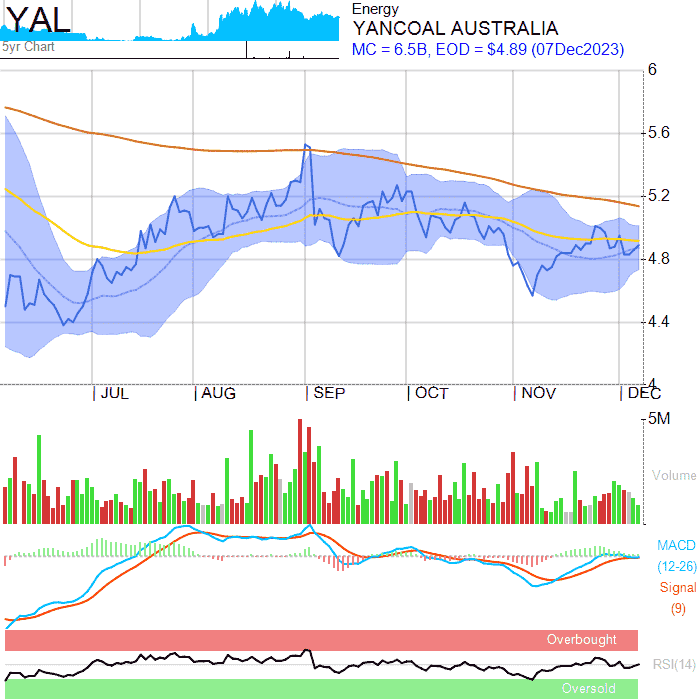 YAL
5yr Chart
Energy
YANCOAL AUSTRALIA
MC = 6.5B, EOD = $4.89 (07Dec2023)
6
5.6
5.2
4.8
4.4
4
JUL AUG SEP OCT NOV DEC
5M
Volume
MACD
(12-26)
Signal
(9)
Overbought
RSI(14)
Oversold